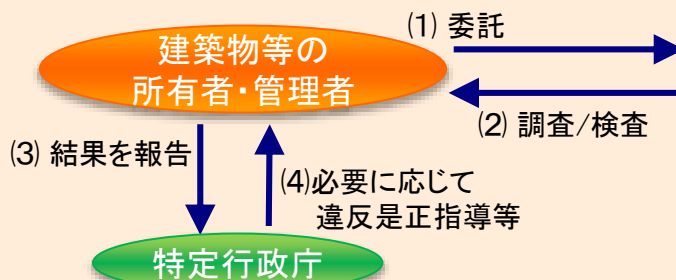 (1) 委託
建築物等の
所有者・管理者
(2) 調査/検査
(3) 結果を報告
(4)必要に応じて
違反是正指導等
特定行政庁